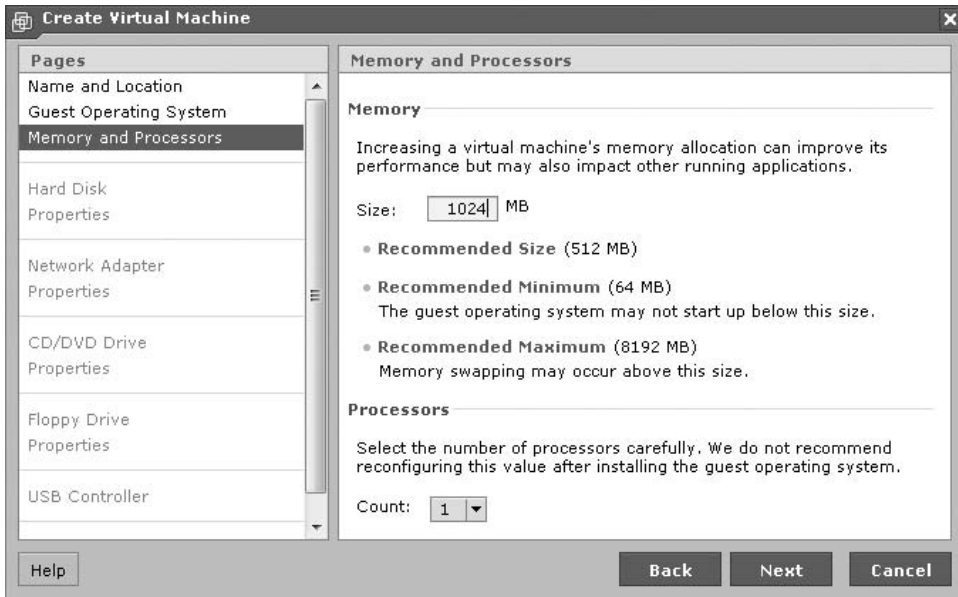 Create Virtual Machine
Pages
Name and Location
Guest Operating System
Memory and Processors
Hard Disk
Properties
Network Adapter
Properties
CD/DVD Drive
Properties
Floppy Drive
Properties
USB Controller
Memory and Processors
Memory
Increasing a virtual machine's memory allocation can improve its
performance but may also impact other running applications.
Size: 1024 MB
Recommended Size (512 MB)
Recommended Minimum (64 MB)
The guest operating system may not start up below this size.
Recommended Maximum (8192 MB)
Memory swapping may occur above this size.
Processors
Select the number of processors carefully. We do not recommend
reconfiguring this value after installing the guest operating system.
Count: 1
Help
Back
Next
Cancel